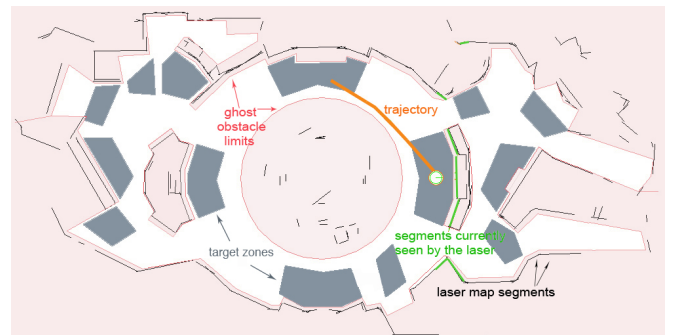 trajectory
ghost
obstacle
limits
segments currently
seen by the laser
target zones
laser map segments